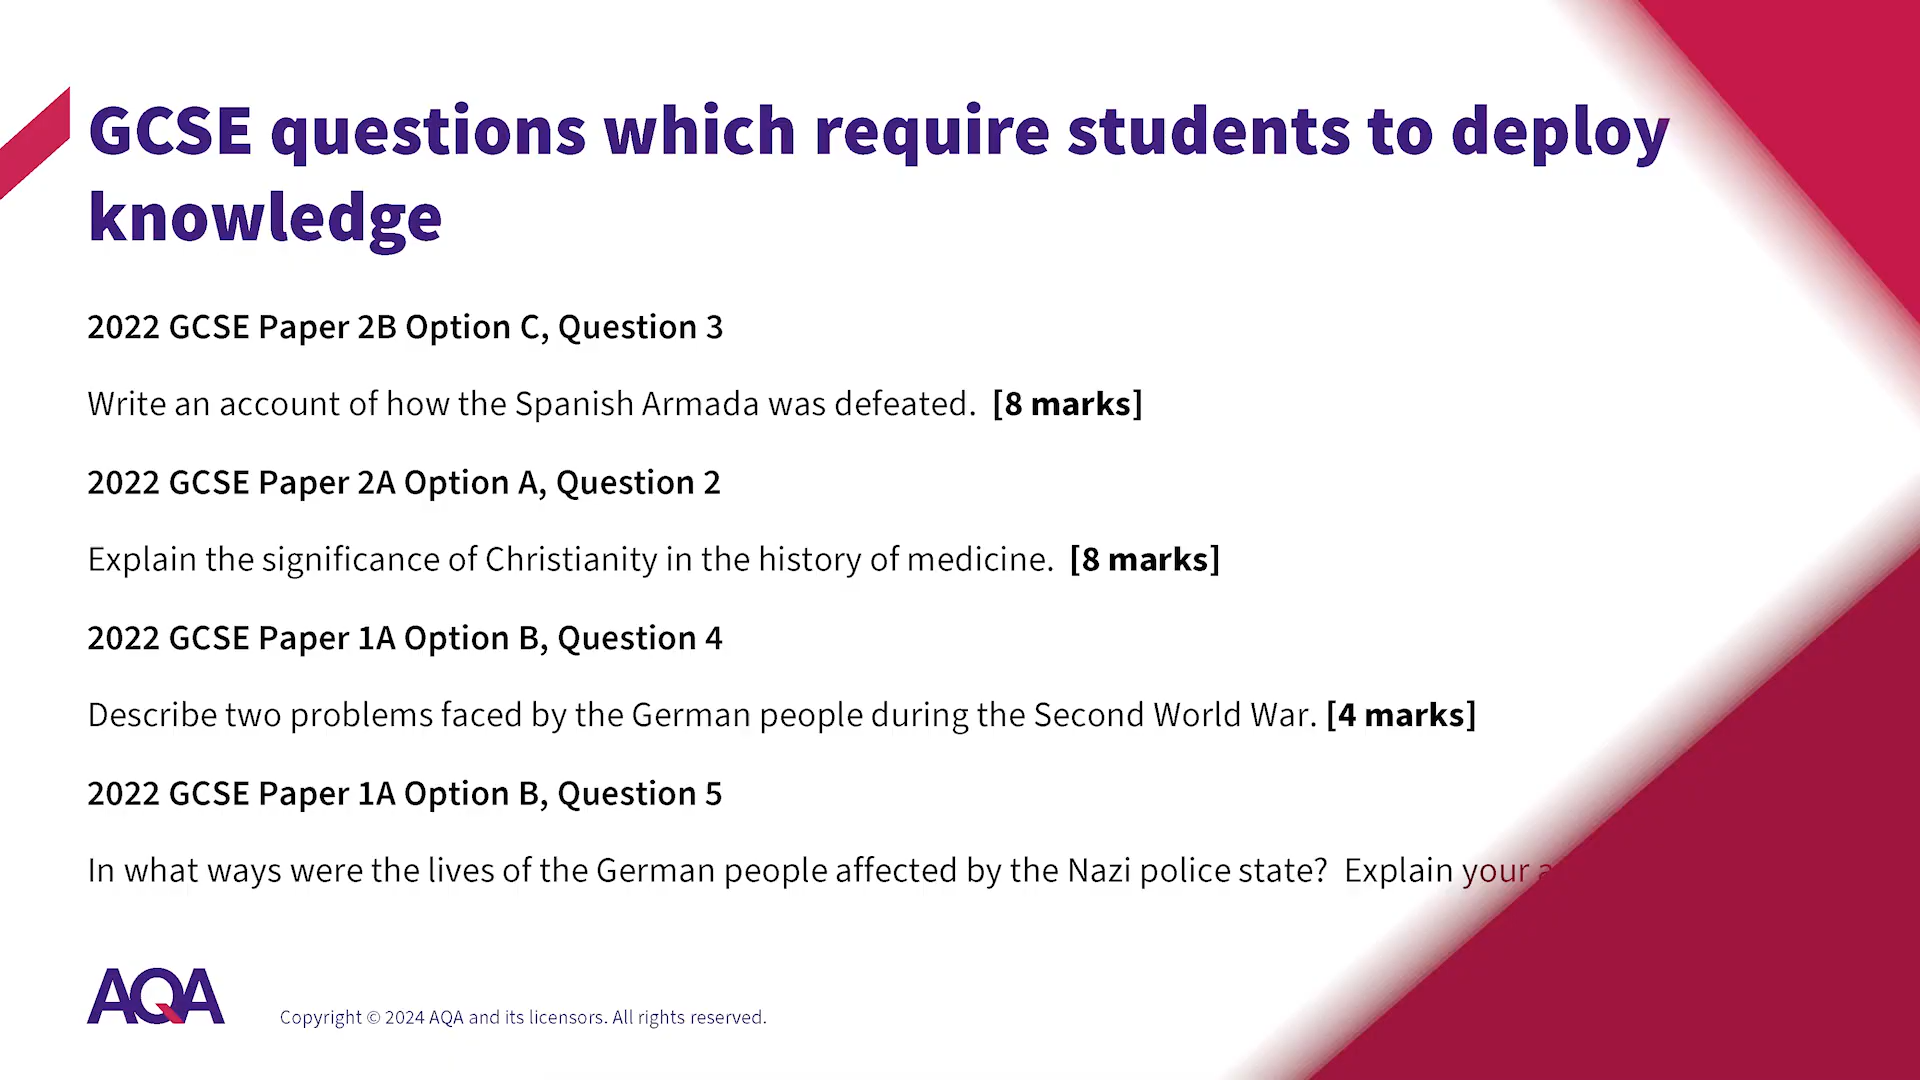 GCSE questions which require students to deploy
knowledge
2022 GCSE Paper 2B Option C, Question 3
Write an account of how the Spanish Armada was defeated. [8 marks]
2022 GCSE Paper 2A Option A, Question 2
Explain the significance of Christianity in the history of medicine. [8 marks]
2022 GCSE Paper 1A Option B, Question 4
Describe two problems faced by the German people during the Second World War. [4 marks]
2022 GCSE Paper 1A Option B, Question 5
In what ways were the lives of the German people affected by the Nazi police state? Explain your
AQA
Copyright © 2024 AQA and its licensors. All rights reserved.